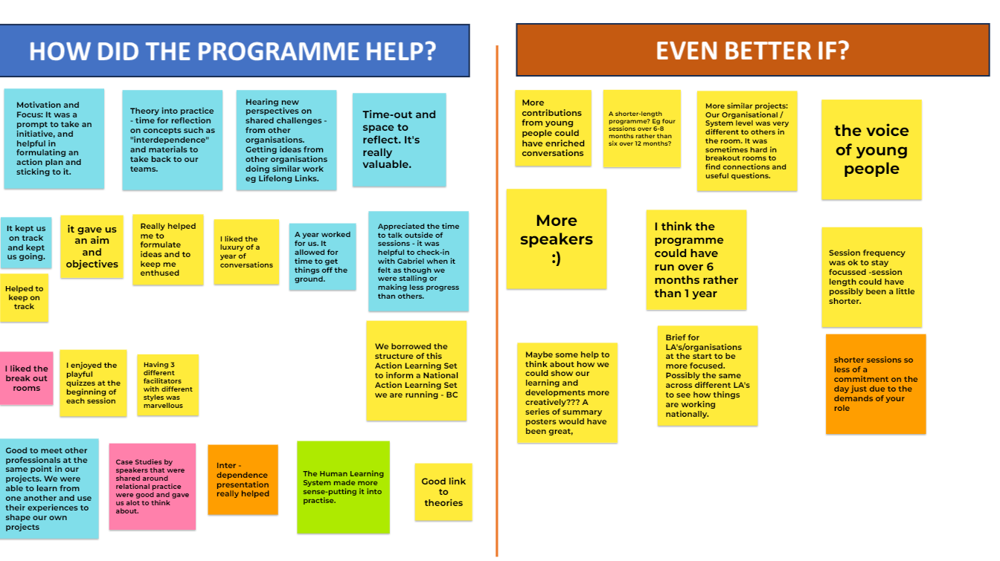 HOW DID THE PROGRAMME HELP?
Motivation and
Focus: It was a
prompt to take an
initiative, and
helpful in
formulating an
action plan and
sticking to it.
Theory into practice
- time for reflection
on concepts such as
"interdependence"
and materials to
take back to our
teams.
Hearing new
perspectives on
shared challenges -
from other
organisations.
Getting ideas from
other organisations
doing similar work
eg Lifelong Links.
Time-out and
space to
reflect. It's
really
valuable.
It kept us
on track
and kept
us going.
it gave us
an aim
and
objectives
Really helped
me to
formulate
ideas and to
keep me
enthused
I liked the
luxury of a
year of
conversations
A year worked
for us. It
allowed for
time to get
things off the
ground.
Appreciated the time
to talk outside of
sessions - it was
helpful to check-in
with Gabriel when it
felt as though we
were stalling or
making less progress
than others.
Helped to
keep on
track
We borrowed the
structure of this
Action Learning Set
to inform a National
Action Learning Set
we are running - BC
I liked the
break out
rooms
I enjoyed the
playful
quizzes at the
beginning of
each session
Having 3
different
facilitators
with different
styles was
marvellous
Good to meet other
professionals at the
same point in our
projects. We were
able to learn from
one another and use
their experiences to
shape our own
projects
Case Studies by
speakers that were
shared around
relational practice
were good and gave
us alot to think
about.
Inter -
dependence
presentation
really helped
The Human Learning
System made more
sense-putting it into
practise.
Good link
to
theories
EVEN BETTER IF?
More
contributions
from young
people could
have enriched
conversations
A shorter-length
programme? Eg four
sessions over 6-8
months rather than
six over 12 months?
More similar projects:
Our Organisational /
System level was very
different to others in
the room. It was
sometimes hard in
breakout rooms to
find connections and
useful questions.
the voice
of young
people
More
speakers
:)
I think the
programme
could have
run over 6
months rather
than 1 year
Session frequency
was ok to stay
focussed -session
length could have
possibly been a little
shorter.
Maybe some help to
think about how we
could show our
learning and
developments more
creatively??? A
series of summary
posters would have
been great,
Brief for
LA's/organisations
at the start to be
more focused.
Possibly the same
across different LA's
to see how things
are working
nationally.
shorter sessions so
less of a
commitment on the
day just due to the
demands of your
role